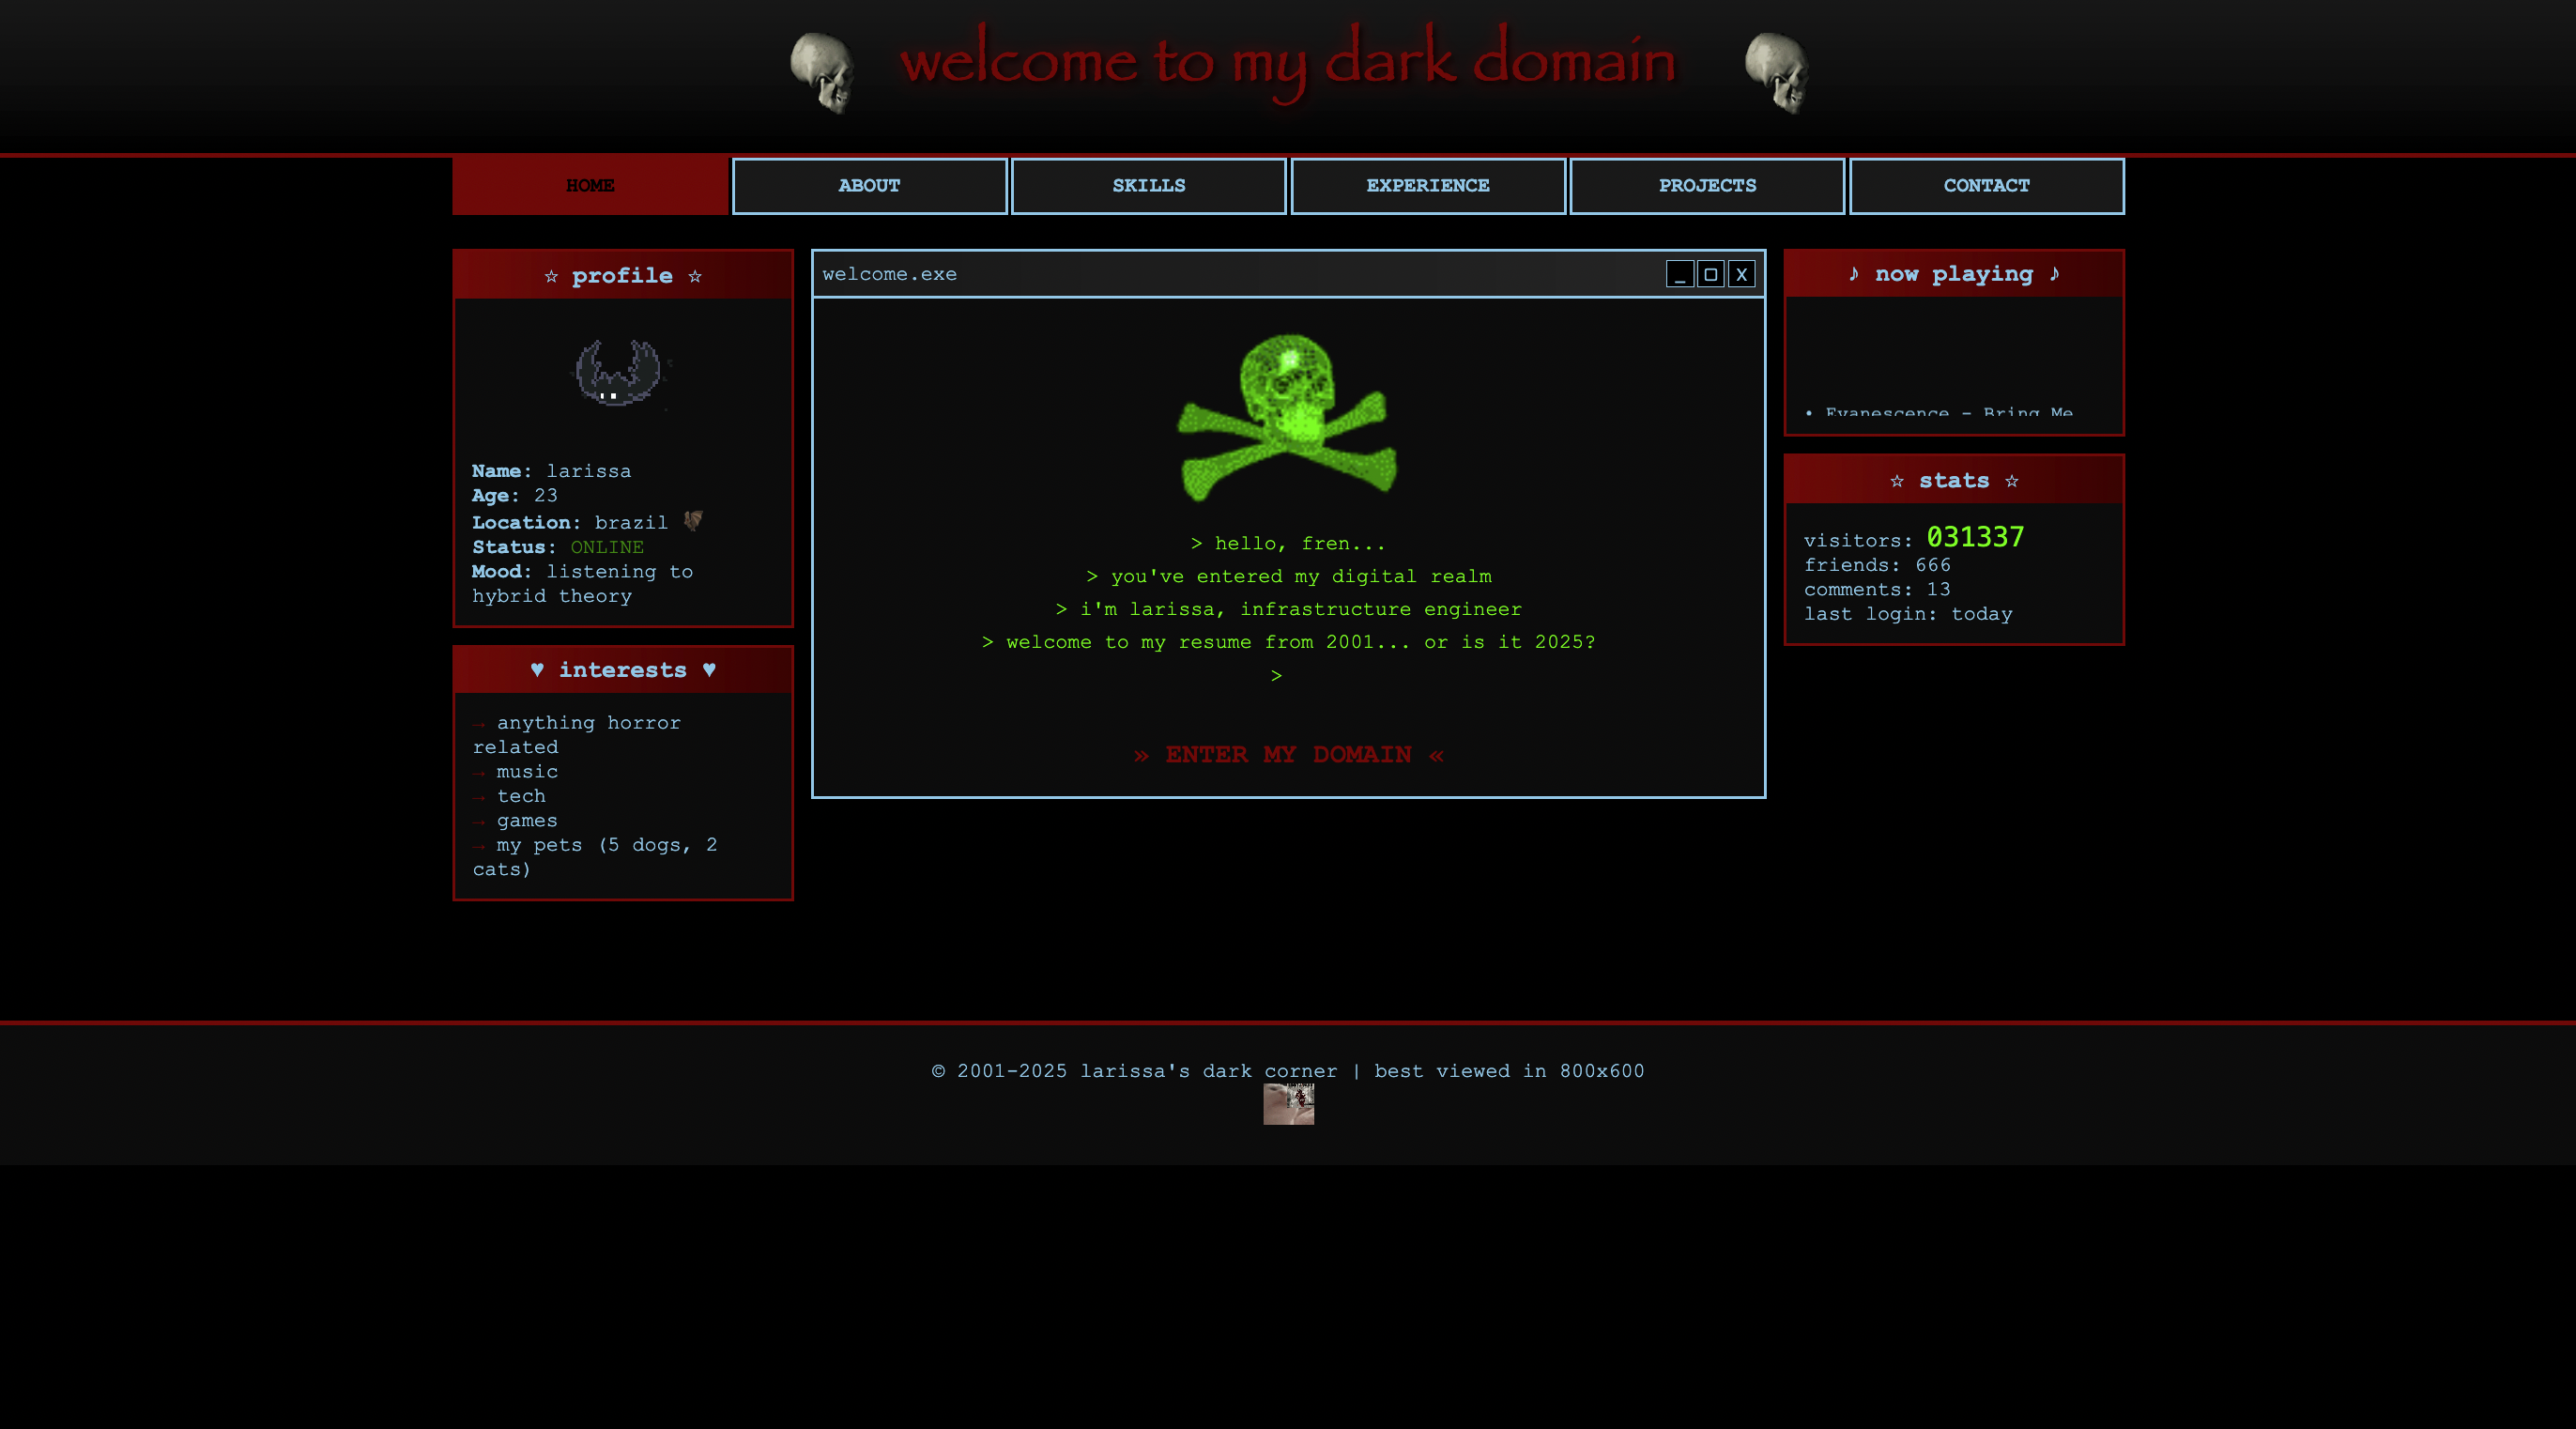 welcome to my dark domain
HOME
ABOUT
SKILLS
EXPERIENCE
PROJECTS
CONTACT
☆ profile ☆
Name: larissa
Age: 23
Location: brazil
Status: ONLINE
Mood: listening to
hybrid theory
♥ interests ♥
→ anything horror
related
→ music
→ tech
→ games
→ my pets (5 dogs, 2
cats)
welcome.exe
_ □ X
> hello, fren...
> you've entered my digital realm
> i'm larissa, infrastructure engineer
> welcome to my resume from 2001... or is it 2025?
>
» ENTER MY DOMAIN «
♪ now playing ♪
• Evanescence - Bring Me
☆ stats ☆
visitors: 031337
friends: 666
comments: 13
last login: today
© 2001-2025 larissa's dark corner | best viewed in 800x600